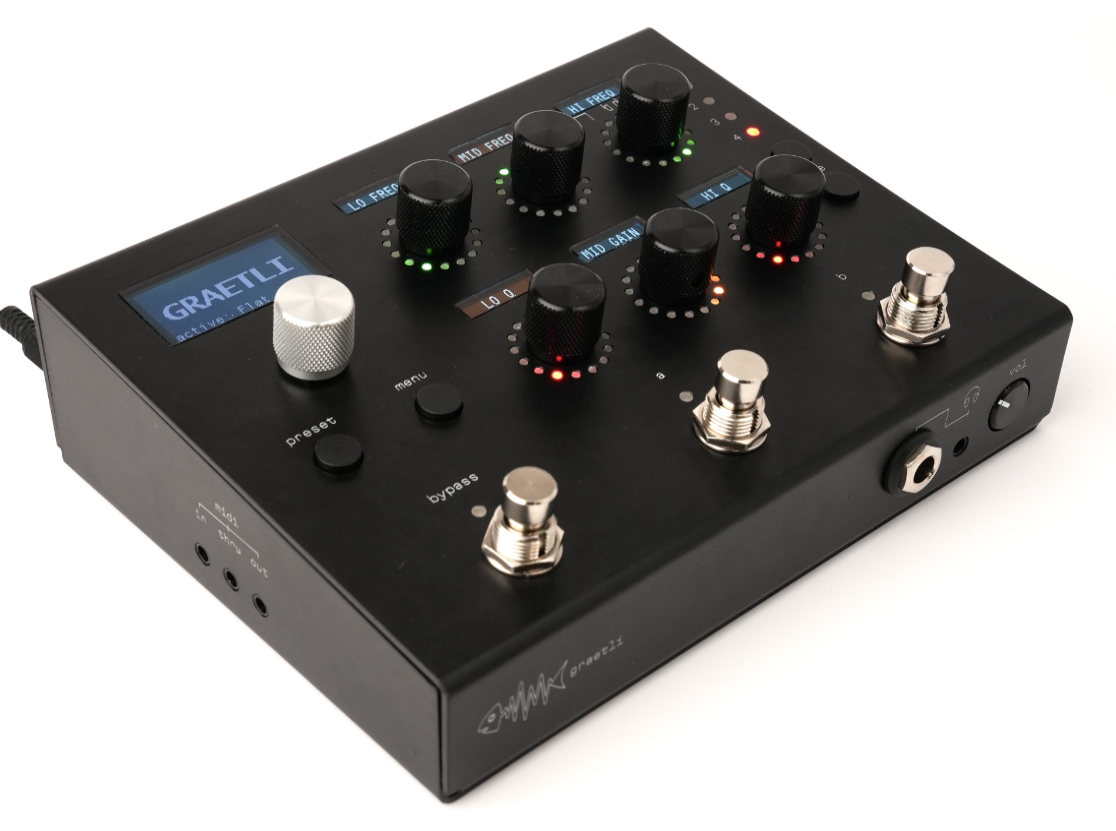 HI FREQ
MID FREQ
LO FREQ
2
3
4
HI Q
MID GAIN
LO Q
GRAETLI
active: Flat
b
a
menu
preset
bypass
vol
midi
in
thru
out
graetli